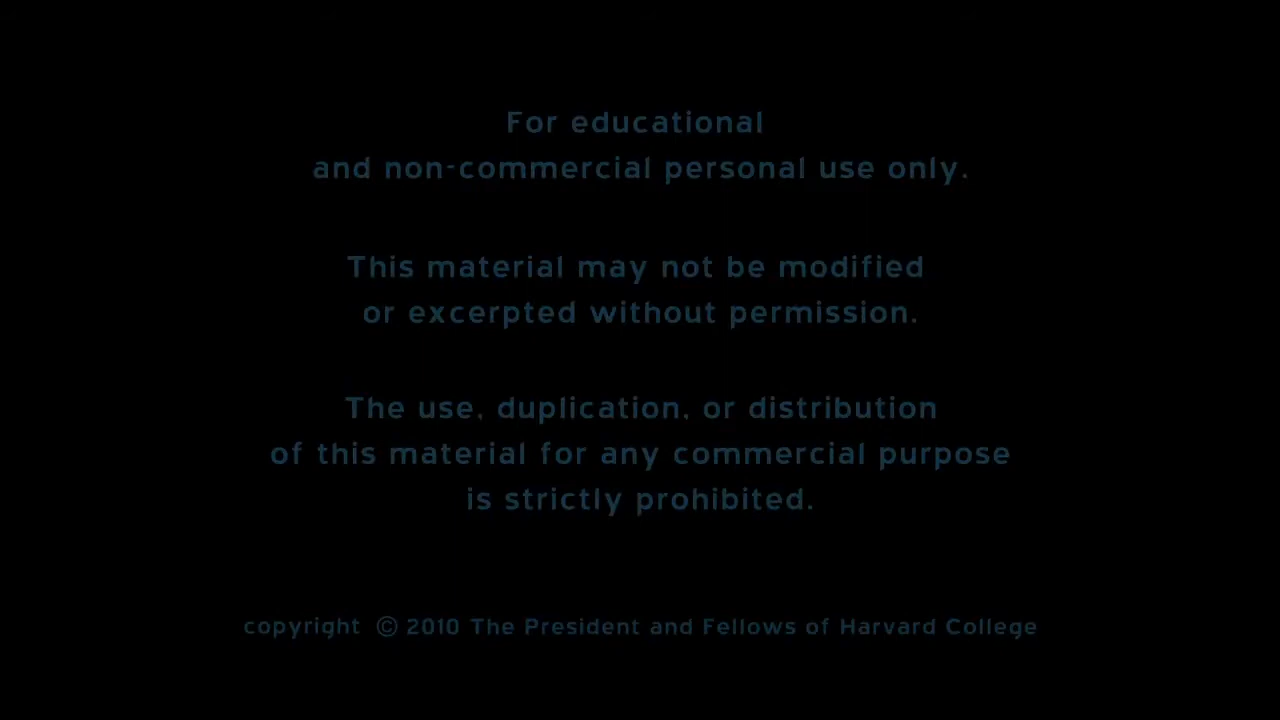 For educational
and non-commercial personal use only.
This material may not be modified
or excerpted without permission.
The use, duplication, or distribution
of this material for any commercial purpose
is strictly prohibited.
copyright © 2010 The President and Fellows of Harvard College